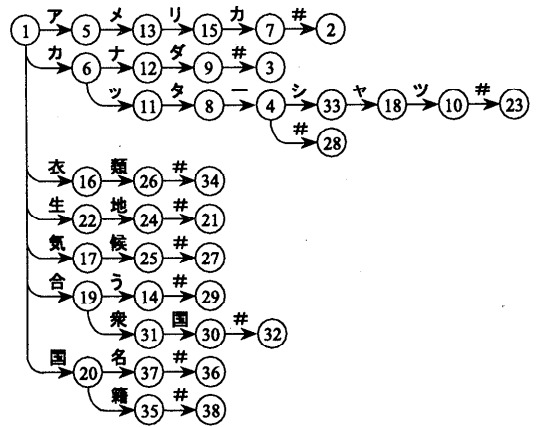 1 ア 5 メ 13 リ 15 カ 7 # 2
カ 6 ナ 12 ダ 9 # 3
ッ 11 タ 8 ー 4 シ 33 ャ 18 ツ 10 # 23
# 28
衣 16 類 26 # 34
生 22 地 24 # 21
気 17 候 25 # 27
合 19 う 14 # 29
衆 31 国 30 # 32
国 20 名 37 # 36
籍 35 # 38